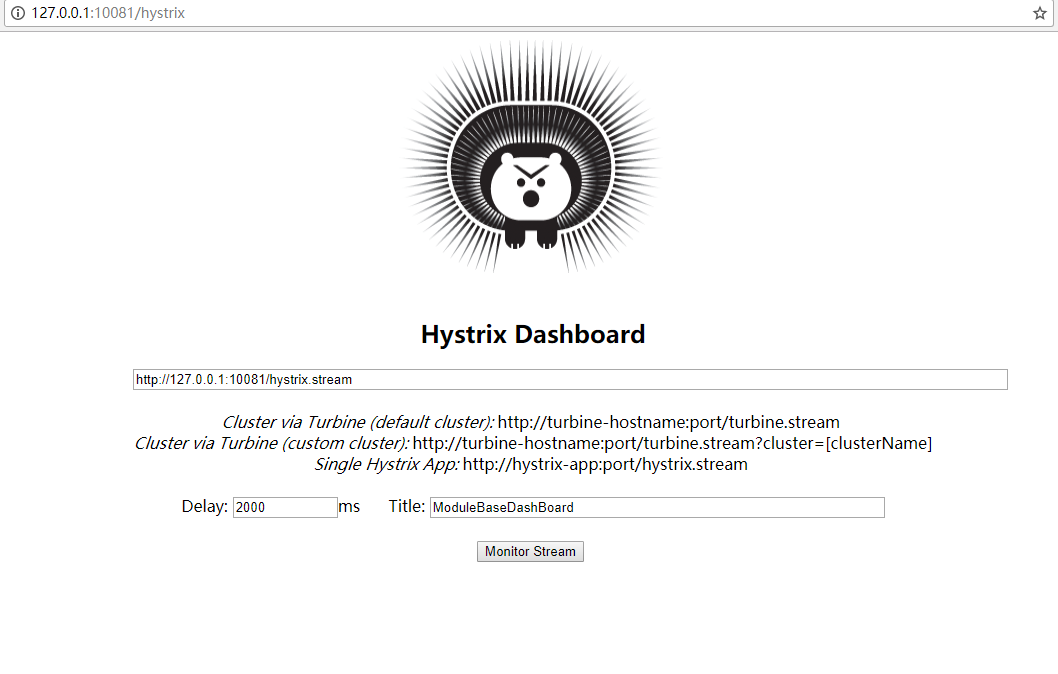 127.0.0.1:10081/hystrix
Hystrix Dashboard
http://127.0.0.1:10081/hystrix.stream
Cluster via Turbine (default cluster): http://turbine-hostname:port/turbine.stream
Cluster via Turbine (custom cluster): http://turbine-hostname:port/turbine.stream?cluster=[clusterName]
Single Hystrix App: http://hystrix-app:port/hystrix.stream
Delay: 2000 ms Title: ModuleBaseDashBoard
Monitor Stream